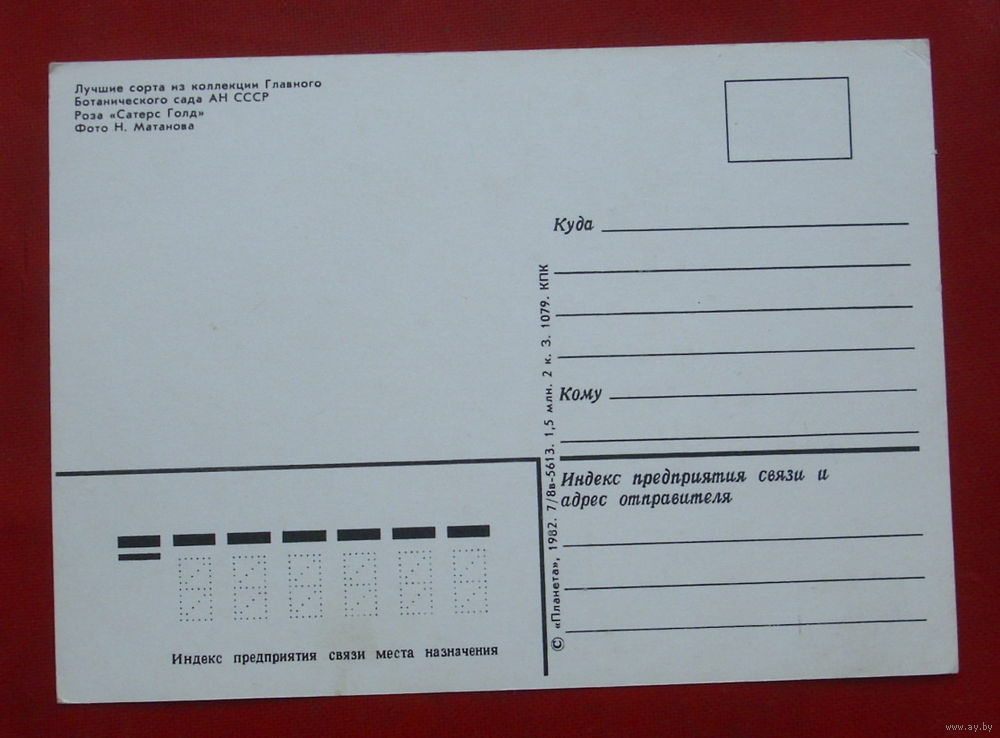 Лучшие сорта из коллекции Главного
Ботанического сада АН СССР
Роза «Сатерс Голд»
Фото Н. Матанова
Куда
Кому
Индекс предприятия связи и
адрес отправителя
© «Планета», 1982. 7/8в-5613. 1,5 млн. 2 к. З. 1079. КПК
Индекс предприятия связи места назначения
www.ay.by